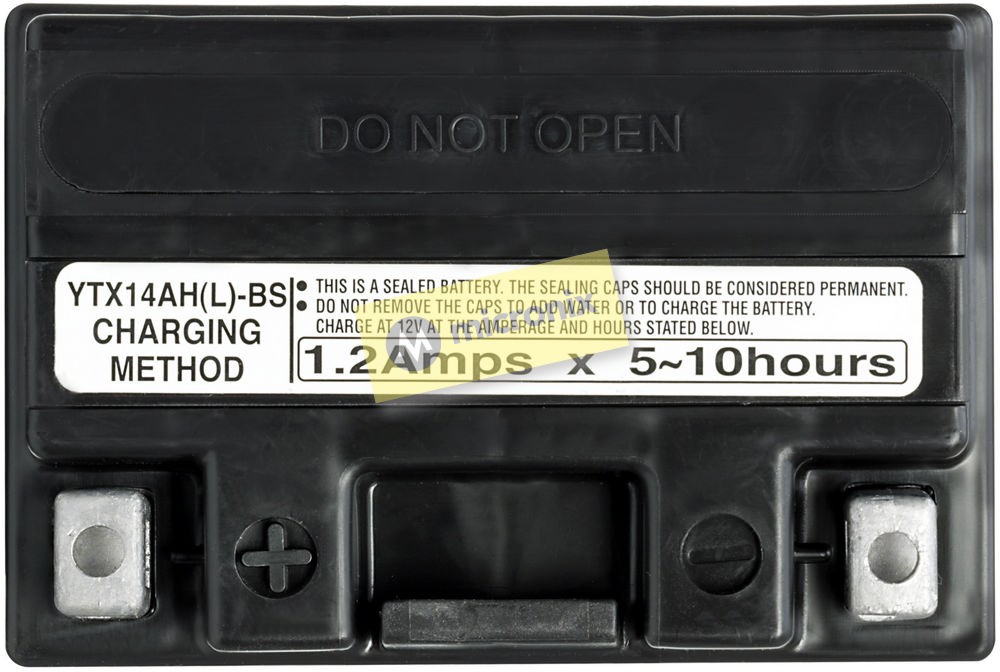 DO NOT OPEN
YTX14AH(L)-BS
CHARGING
METHOD
• THIS IS A SEALED BATTERY. THE SEALING CAPS SHOULD BE CONSIDERED PERMANENT.
• DO NOT REMOVE THE CAPS TO ADD WATER OR TO CHARGE THE BATTERY.
CHARGE AT 12V AT THE AMPERAGE AND HOURS STATED BELOW.
1.2Amps x 5~10hours
micronix